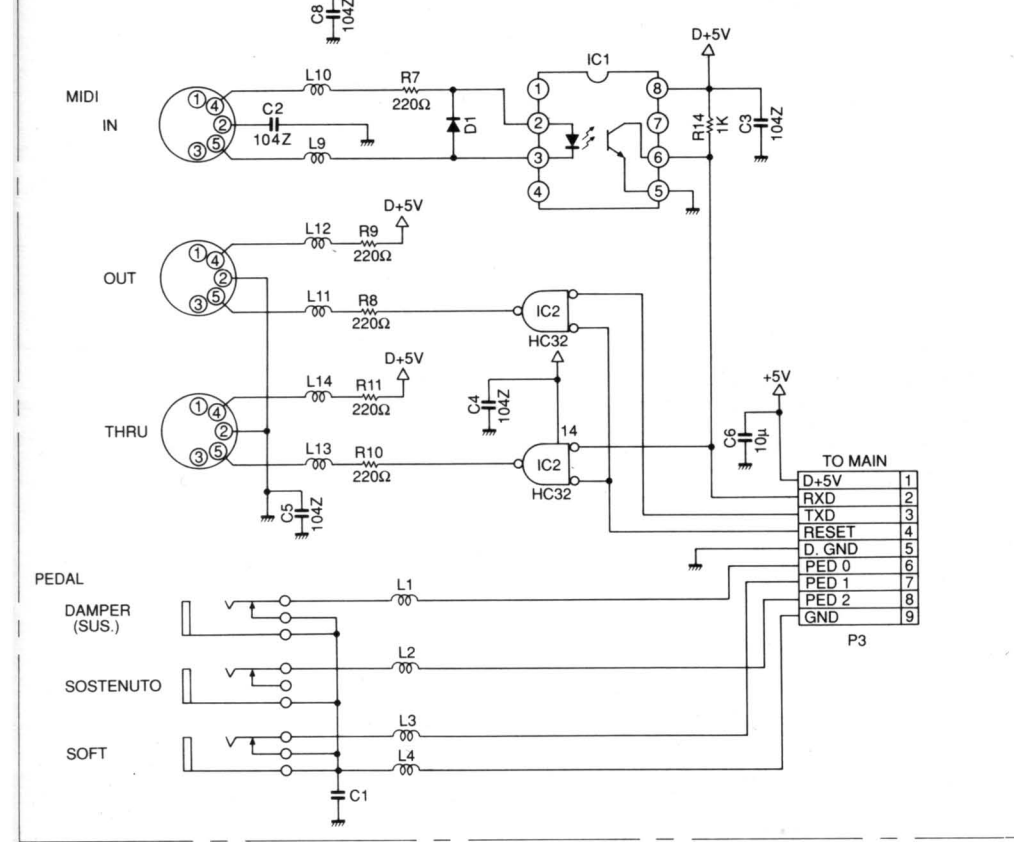 C8
104Z
D+5V
IC1
MIDI
IN
1
4
2
5
3
L10
R7
220Ω
C2
104Z
L9
D1
1
2
3
4
8
7
6
5
R14
1K
C3
104Z
OUT
1
4
2
5
3
L12
D+5V
R9
220Ω
L11
R8
220Ω
IC2
HC32
THRU
1
4
2
5
3
L14
D+5V
R11
220Ω
L13
R10
220Ω
C4
104Z
14
IC2
HC32
C5
104Z
+5V
C6
10μ
TO MAIN
D+5V 1
RXD 2
TXD 3
RESET 4
D. GND 5
PED 0 6
PED 1 7
PED 2 8
GND 9
P3
PEDAL
DAMPER
(SUS.)
L1
SOSTENUTO
L2
SOFT
L3
L4
C1